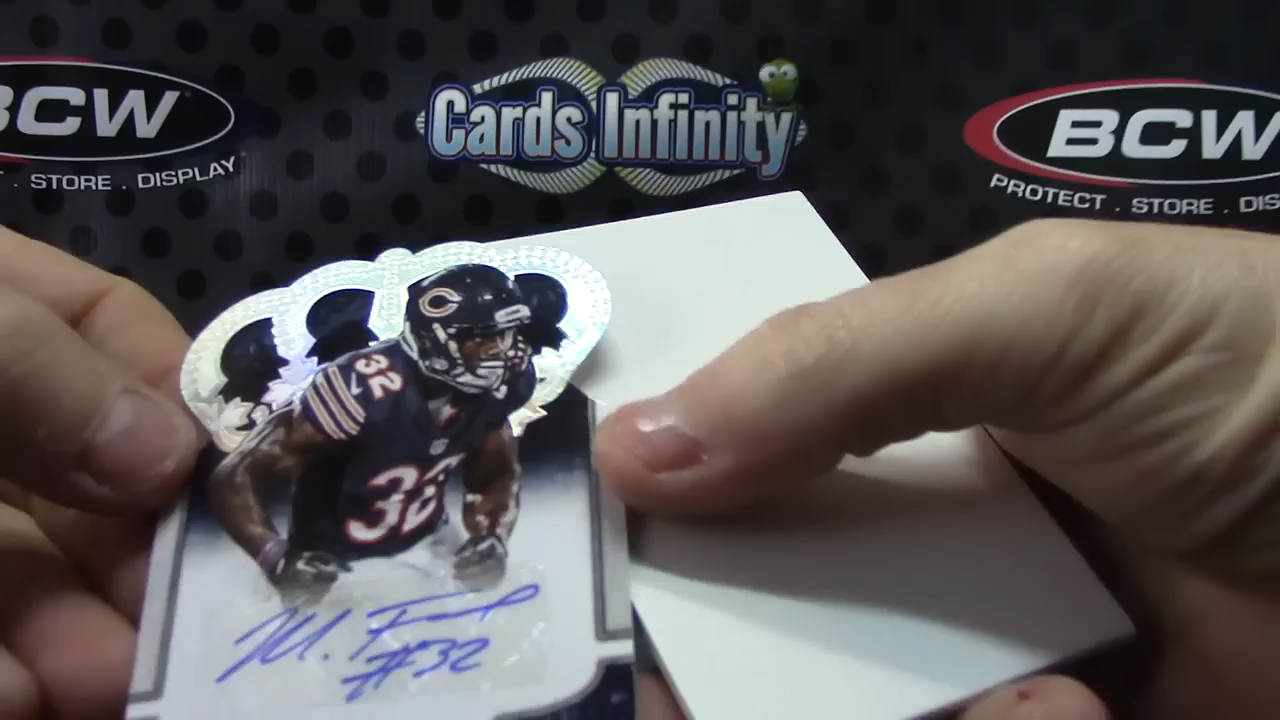 BCW
. STORE . DISPLAY
Cards Infinity
BCW
PROTECT . STORE . DIS
32
32
M. F
#32